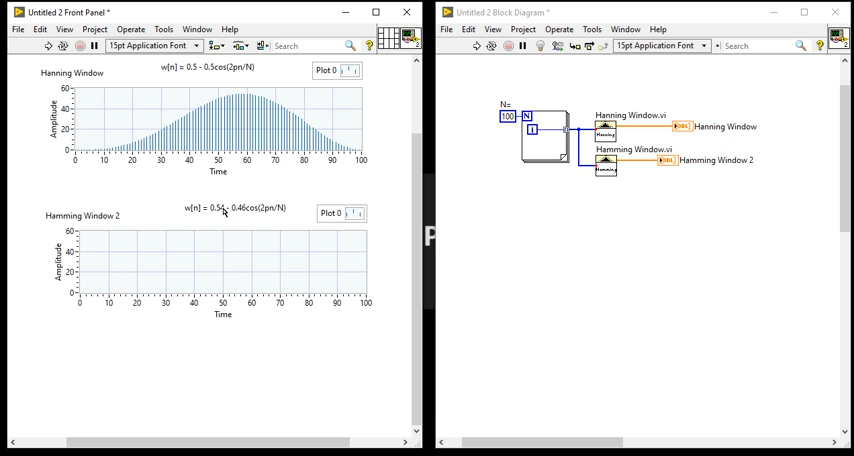 Untitled 2 Front Panel *
File Edit View Project Operate Tools Window Help
15pt Application Font
Search
?
Hanning Window
w[n] = 0.5 - 0.5cos(2pn/N)
Plot 0
Amplitude
60
40
20
0
0 10 20 30 40 50 60 70 80 90 100
Time
Hamming Window 2
w[n] = 0.54 - 0.46cos(2pn/N)
Plot 0
Amplitude
60
40
20
0
0 10 20 30 40 50 60 70 80 90 100
Time
P
Untitled 2 Block Diagram *
File Edit View Project Operate Tools Window Help
15pt Application Font
Search
?
N=
100
N
i
Hanning Window.vi
Hanning
DBL
Hanning Window
Hamming Window.vi
Hamming
DBL
Hamming Window 2